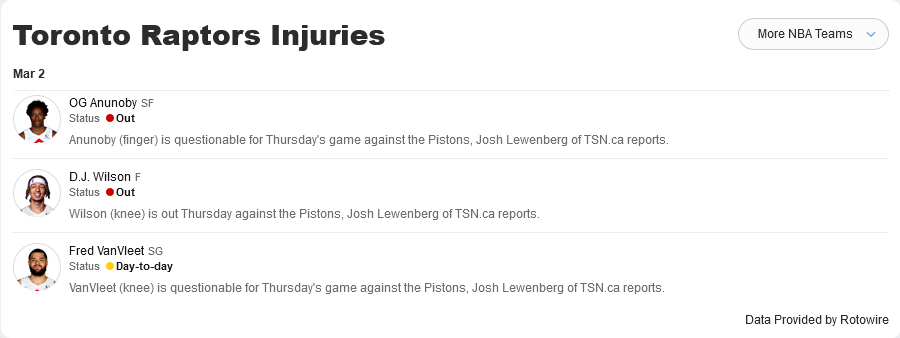 Toronto Raptors Injuries
More NBA Teams
Mar 2
OG Anunoby SF
Status Out
Anunoby (finger) is questionable for Thursday's game against the Pistons, Josh Lewenberg of TSN.ca reports.
D.J. Wilson F
Status Out
Wilson (knee) is out Thursday against the Pistons, Josh Lewenberg of TSN.ca reports.
Fred VanVleet SG
Status Day-to-day
VanVleet (knee) is questionable for Thursday's game against the Pistons, Josh Lewenberg of TSN.ca reports.
Data Provided by Rotowire